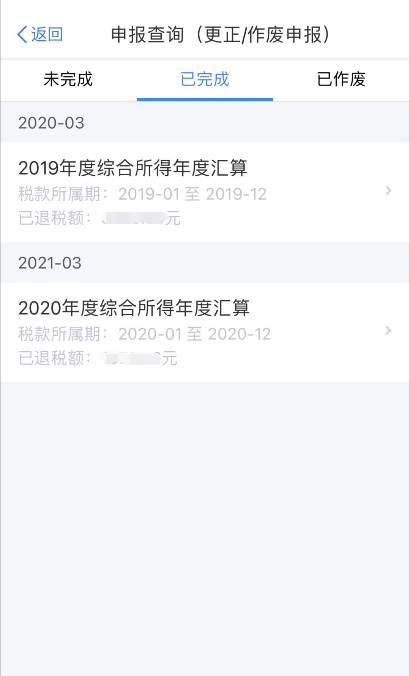 返回
申报查询（更正/作废申报）
未完成
已完成
已作废
2020-03
2019年度综合所得年度汇算
税款所属期：2019-01 至 2019-12
已退税额：元
2021-03
2020年度综合所得年度汇算
税款所属期：2020-01 至 2020-12
已退税额：元